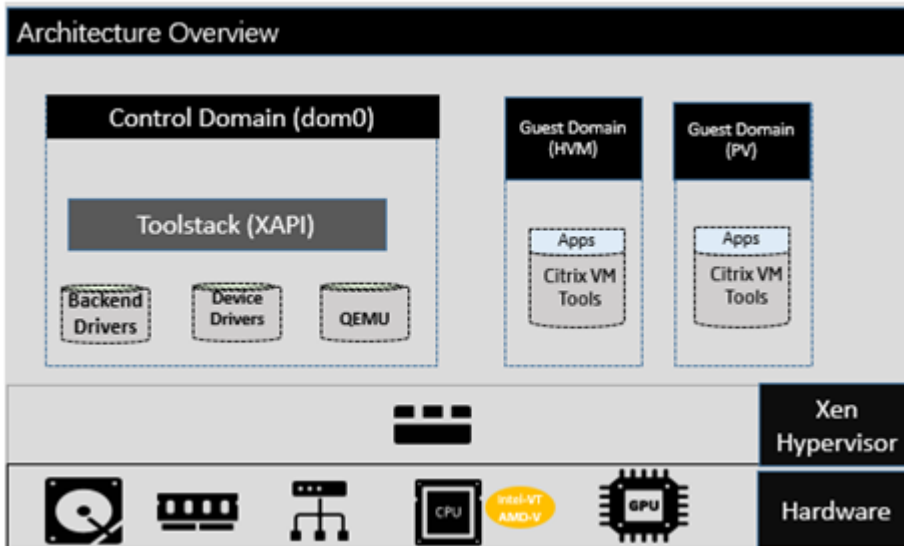 Architecture Overview
Control Domain (dom0)
Toolstack (XAPI)
Backend
Drivers
Device
Drivers
QEMU
Guest Domain
(HVM)
Apps
Citrix VM
Tools
Guest Domain
(PV)
Apps
Citrix VM
Tools
Xen
Hypervisor
CPU
Intel-VT
AMD-V
GPU
Hardware